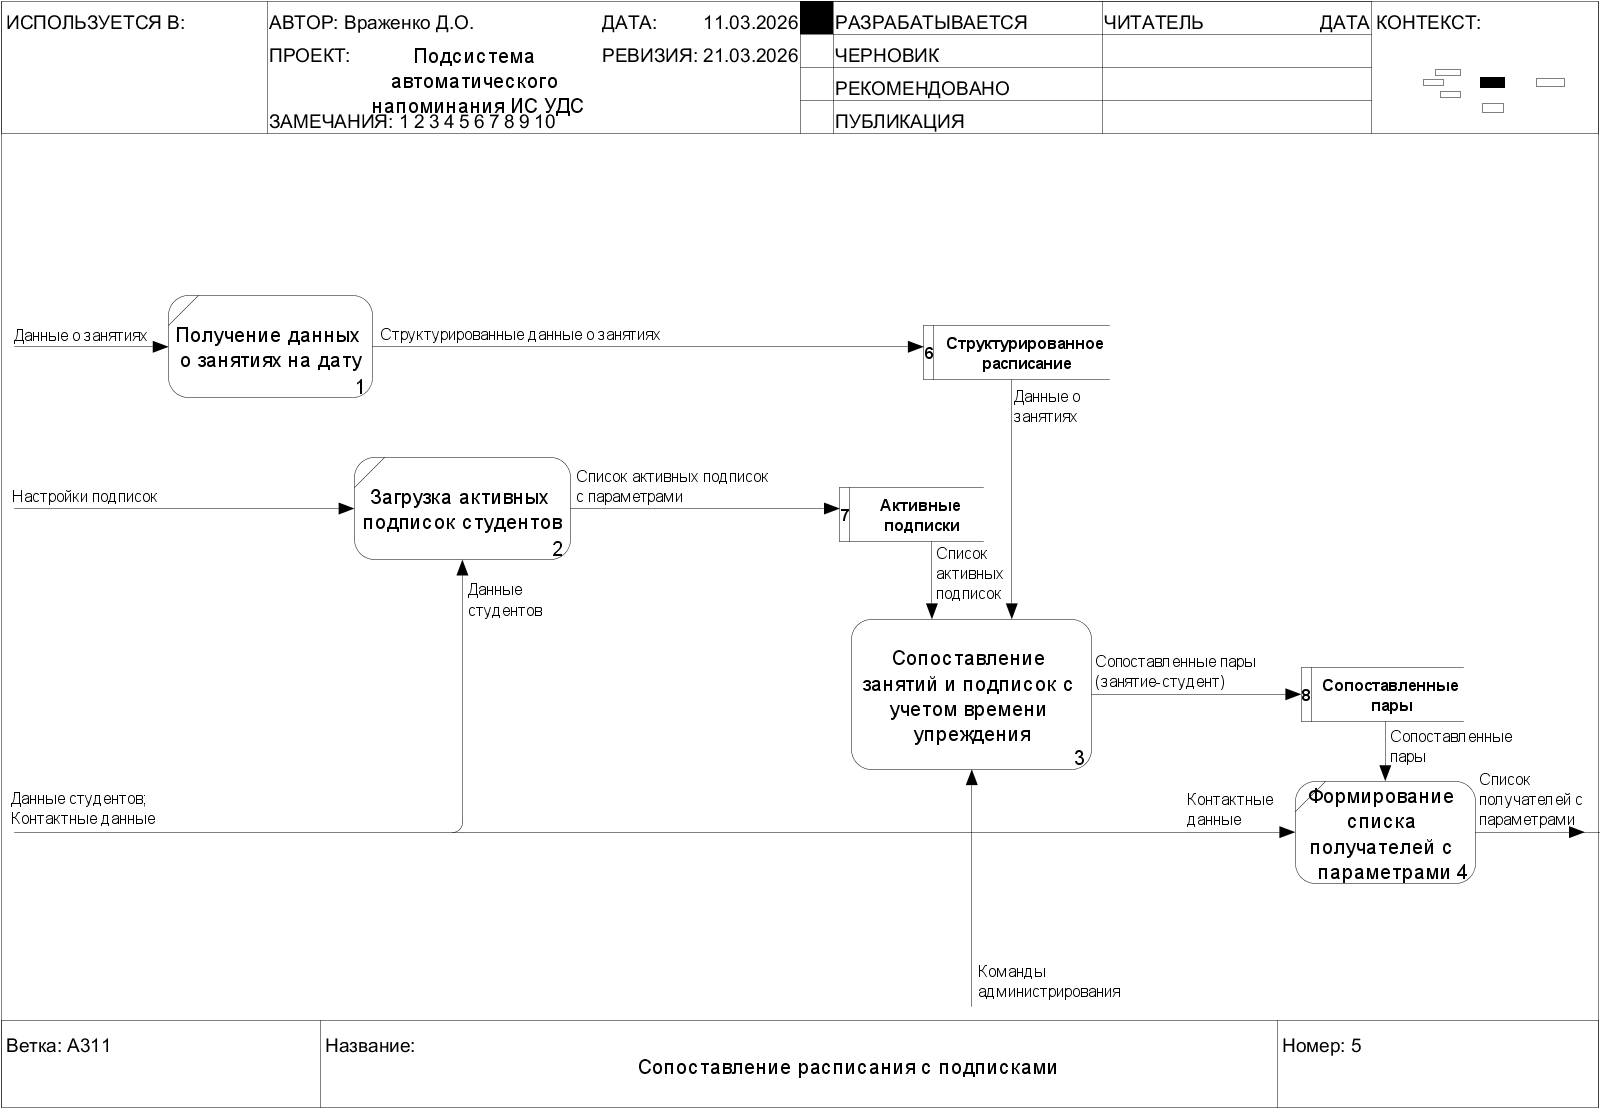 ИСПОЛЬЗУЕТСЯ В:
АВТОР: Враженко Д.О.
ДАТА: 11.03.2026
РАЗРАБАТЫВАЕТСЯ
ЧИТАТЕЛЬ
ДАТА
КОНТЕКСТ:
ПРОЕКТ:
Подсистема
автоматического
напоминания ИС УДС
РЕВИЗИЯ: 21.03.2026
ЧЕРНОВИК
РЕКОМЕНДОВАНО
ЗАМЕЧАНИЯ: 1 2 3 4 5 6 7 8 9 10
ПУБЛИКАЦИЯ
Данные о занятиях
Получение данных
о занятиях на дату
1
Структурированные данные о занятиях
6
Структурированное
расписание
Данные о
занятиях
Настройки подписок
Загрузка активных
подписок студентов
2
Список активных подписок
с параметрами
7
Активные
подписки
Список
активных
подписок
Данные
студентов
Сопоставление
занятий и подписок с
учетом времени
упреждения
3
Сопоставленные пары
(занятие-студент)
8
Сопоставленные
пары
Сопоставленные
пары
Данные студентов;
Контактные данные
Контактные
данные
Формирование
списка
получателей с
параметрами 4
Список
получателей с
параметрами
Команды
администрирования
Ветка: A311
Название:
Сопоставление расписания с подписками
Номер: 5